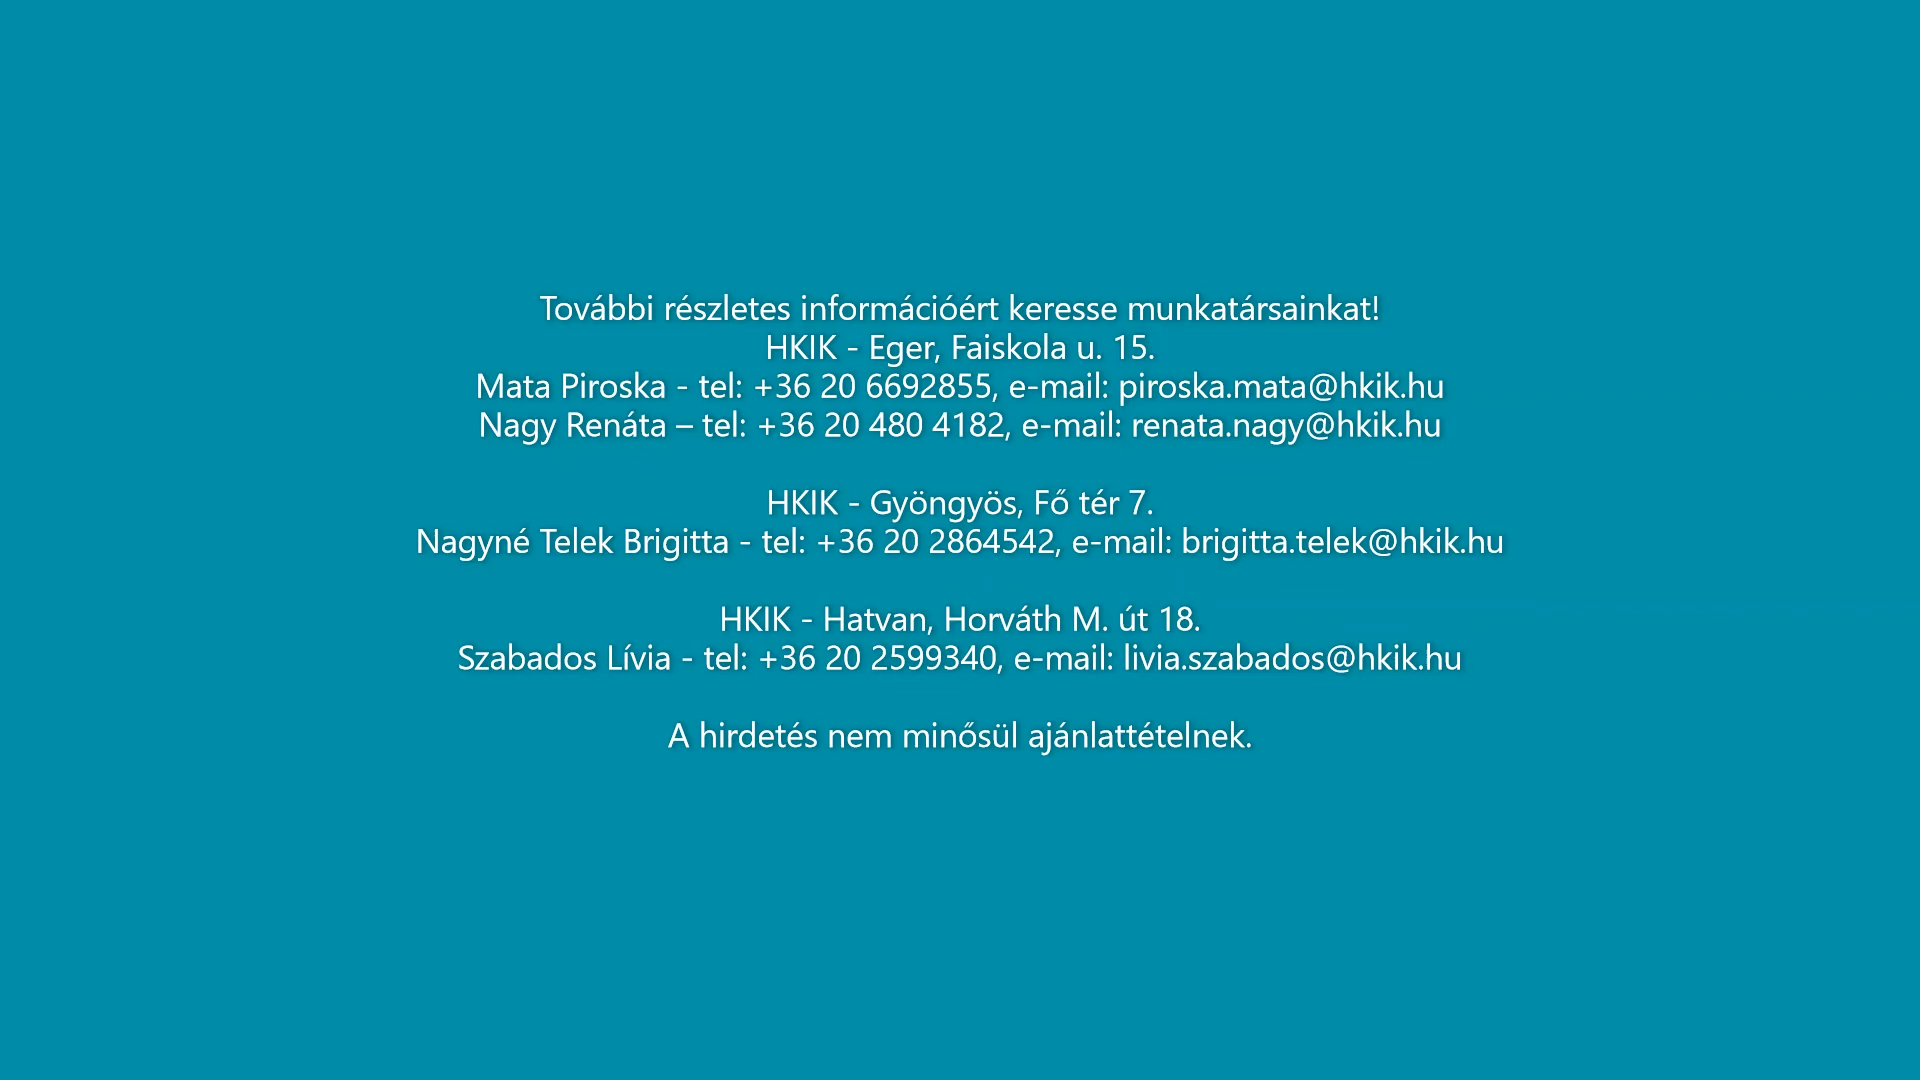 További részletes információért keresse munkatársainkat!
HKIK - Eger, Faiskola u. 15.
Mata Piroska - tel: +36 20 6692855, e-mail: piroska.mata@hkik.hu
Nagy Renáta – tel: +36 20 480 4182, e-mail: renata.nagy@hkik.hu
HKIK - Gyöngyös, Fő tér 7.
Nagyné Telek Brigitta - tel: +36 20 2864542, e-mail: brigitta.telek@hkik.hu
HKIK - Hatvan, Horváth M. út 18.
Szabados Lívia - tel: +36 20 2599340, e-mail: livia.szabados@hkik.hu
A hirdetés nem minősül ajánlattételnek.